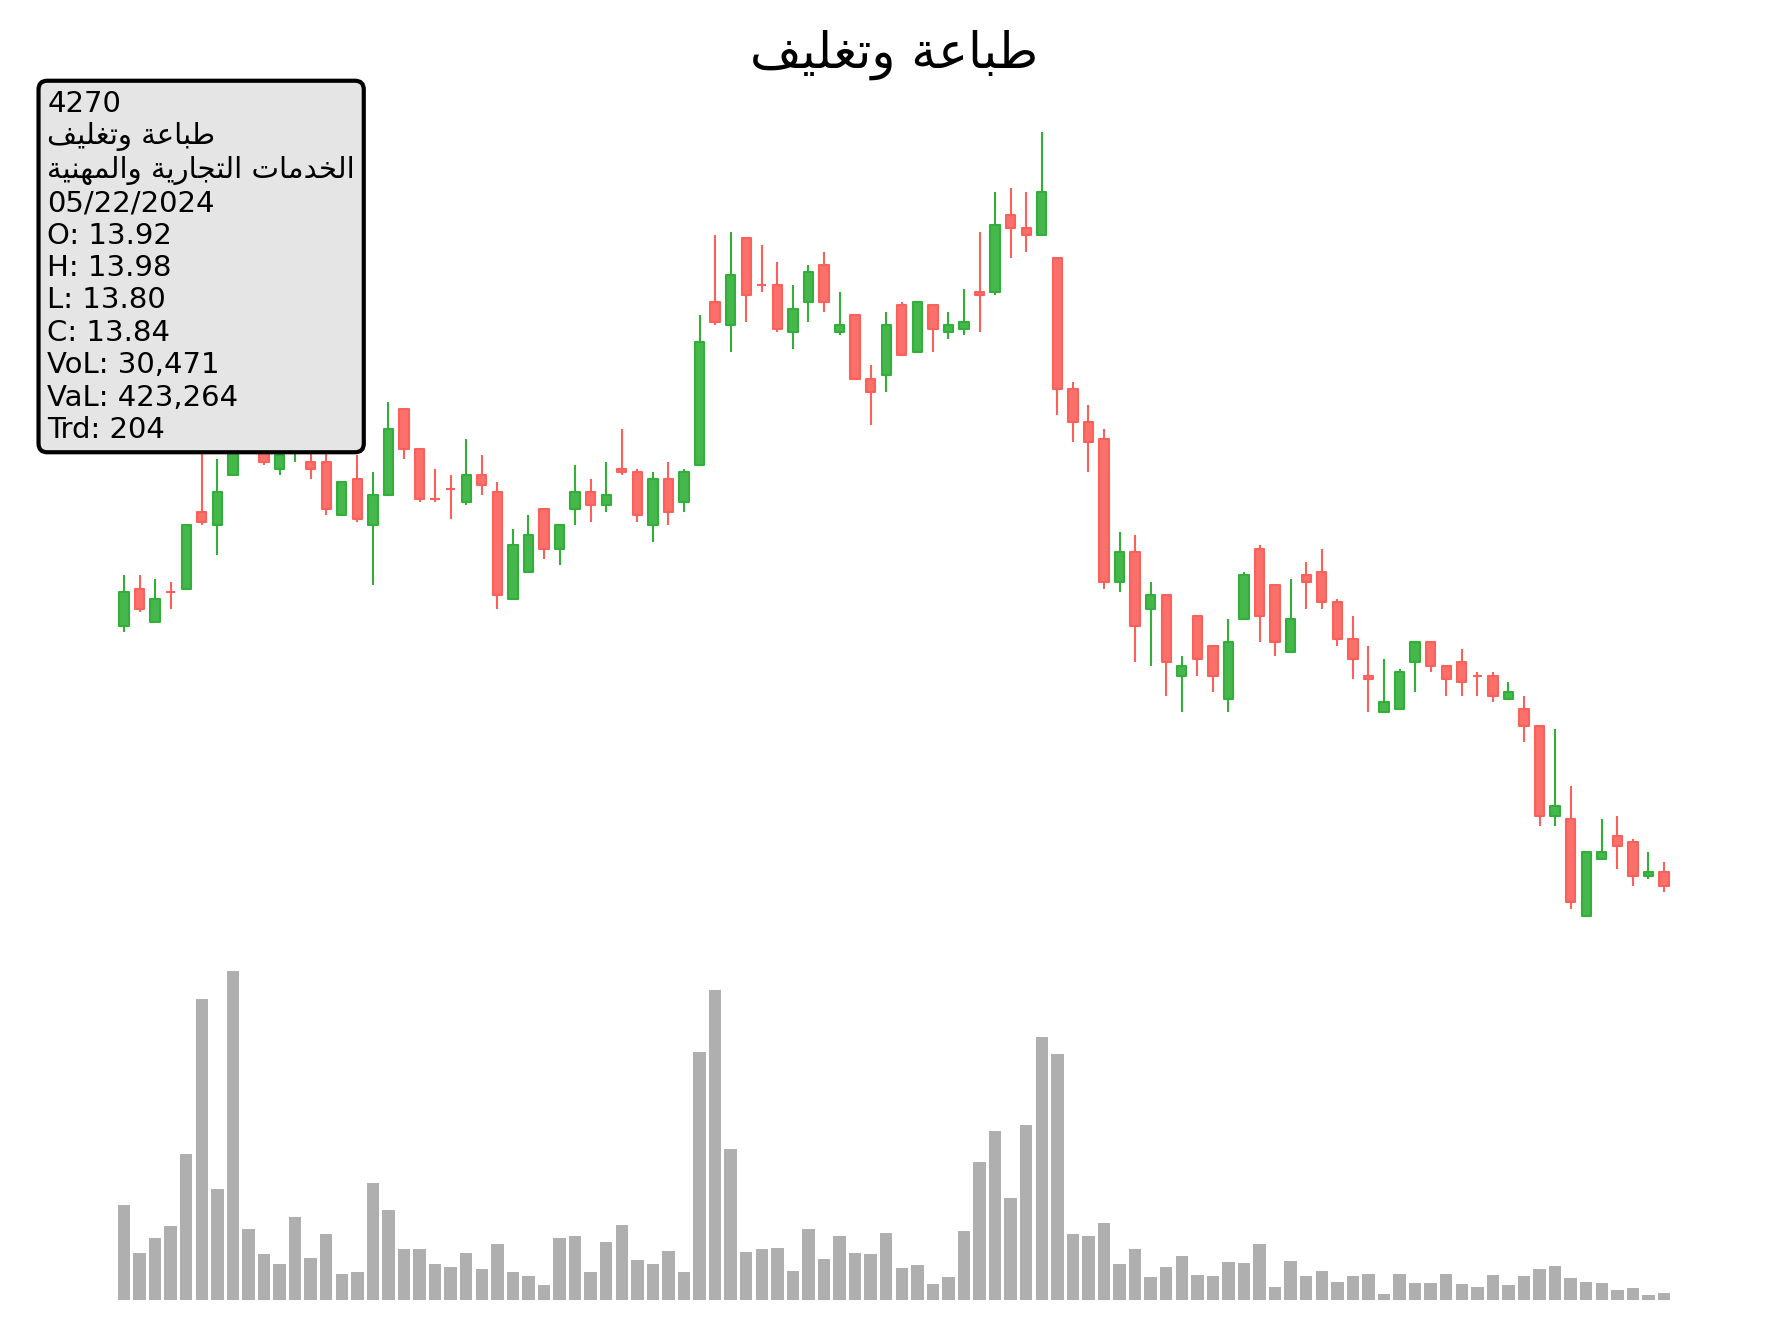 طباعة وتغليف
4270
طباعة وتغليف
الخدمات التجارية والمهنية
05/22/2024
O: 13.92
H: 13.98
L: 13.80
C: 13.84
VoL: 30,471
VaL: 423,264
Trd: 204